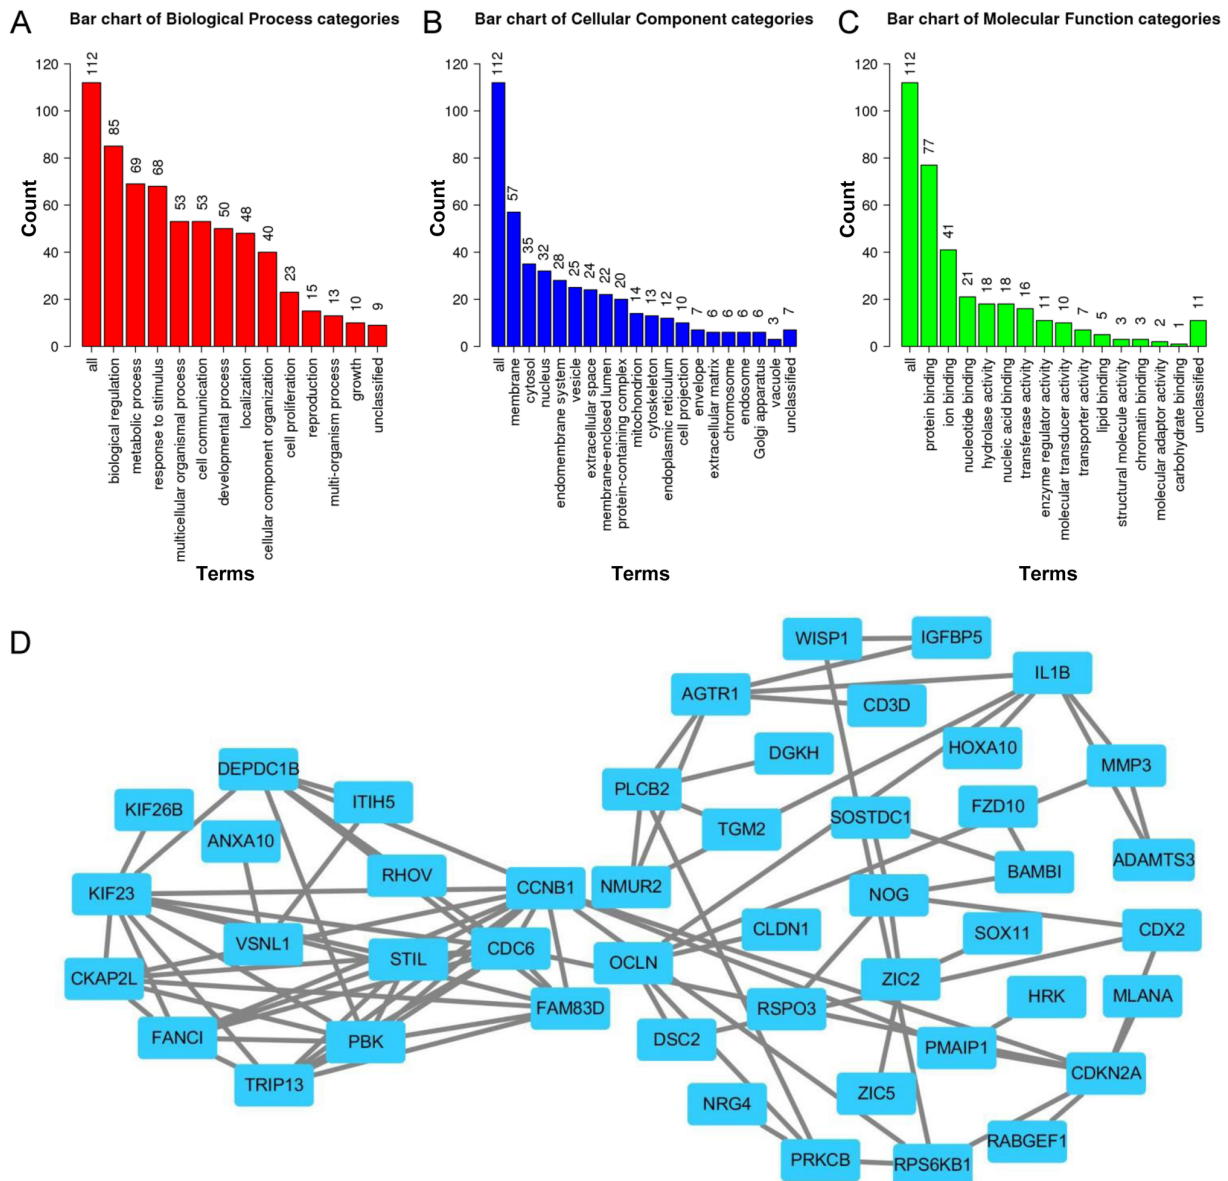 A
Bar chart of Biological Process categories
Count
120
100
80
60
40
20
0
112
85
69
68
53
53
50
48
40
23
15
13
10
9
all
biological regulation
metabolic process
response to stimulus
multicellular organismal process
cell communication
developmental process
localization
cellular component organization
cell proliferation
reproduction
multi-organism process
growth
unclassified
Terms
B
Bar chart of Cellular Component categories
Count
120
100
80
60
40
20
0
112
57
35
32
28
25
24
22
20
14
13
12
10
7
6
6
6
6
3
7
all
membrane
cytosol
nucleus
endomembrane system
vesicle
extracellular space
membrane-enclosed lumen
protein-containing complex
mitochondrion
cytoskeleton
endoplasmic reticulum
cell projection
envelope
extracellular matrix
chromosome
endosome
Golgi apparatus
vacuole
unclassified
Terms
C
Bar chart of Molecular Function categories
Count
120
100
80
60
40
20
0
112
77
41
21
18
18
16
11
10
7
5
3
3
2
1
11
all
protein binding
ion binding
nucleotide binding
hydrolase activity
nucleic acid binding
transferase activity
enzyme regulator activity
molecular transducer activity
transporter activity
lipid binding
structural molecule activity
chromatin binding
molecular adaptor activity
carbohydrate binding
unclassified
Terms
D
WISP1
IGFBP5
IL1B
AGTR1
CD3D
HOXA10
DGKH
MMP3
DEPDC1B
PLCB2
ITIH5
KIF26B
FZD10
SOSTDC1
TGM2
ANXA10
ADAMTS3
BAMBI
RHOV
CCNB1
NMUR2
KIF23
NOG
CLDN1
SOX11
CDX2
VSNL1
CDC6
STIL
OCLN
CKAP2L
ZIC2
HRK
MLANA
FAM83D
RSPO3
FANCI
PBK
DSC2
PMAIP1
CDKN2A
TRIP13
ZIC5
NRG4
RABGEF1
PRKCB
RPS6KB1